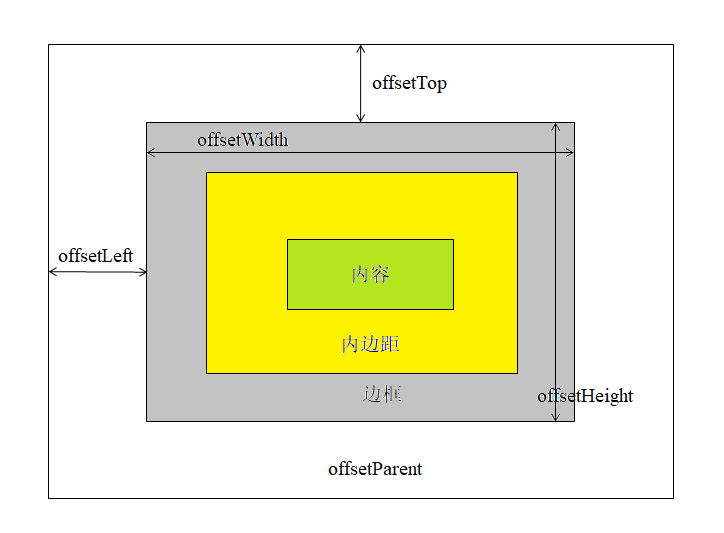 offsetTop
offsetWidth
offsetLeft
内容
内边距
边框
offsetHeight
offsetParent